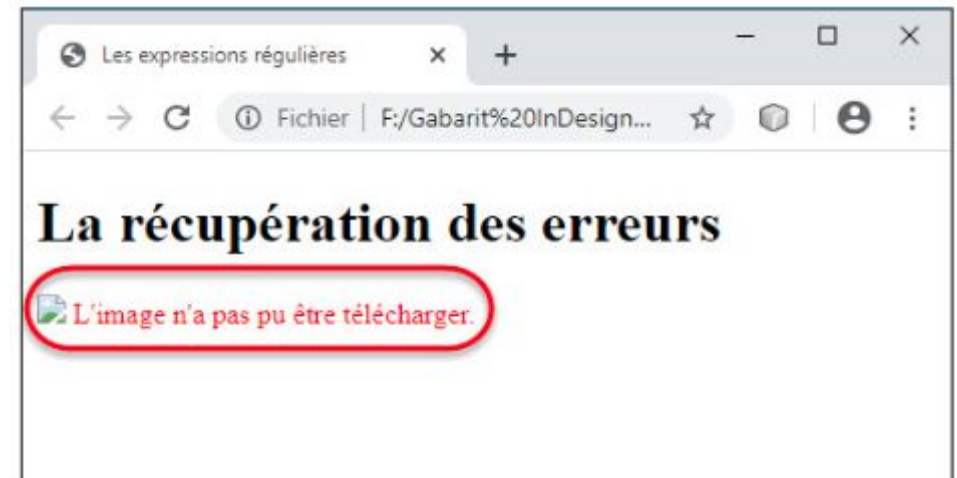 Les expressions régulières
Fichier | F:/Gabarit%20InDesign...
La récupération des erreurs
L'image n'a pas pu être télécharger.